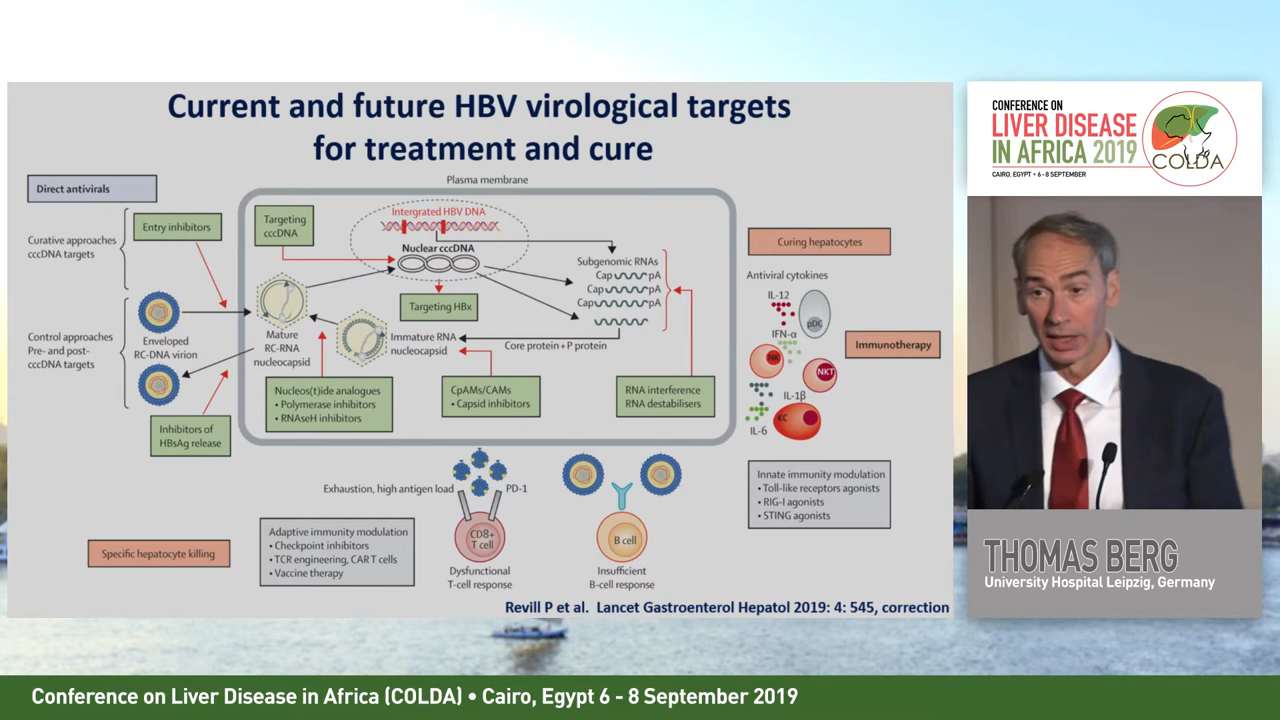 Current and future HBV virological targets
for treatment and cure
Direct antivirals
Plasma membrane
Curative approaches
cccDNA targets
Entry inhibitors
Targeting
cccDNA
Intergrated HBV DNA
Nuclear cccDNA
Targeting HBx
Subgenomic RNAs
Cap pA
Cap pA
Cap pA
Control approaches
Pre- and post-
cccDNA targets
Enveloped
RC-DNA virion
Mature
RC-RNA
nucleocapsid
Immature RNA
nucleocapsid
Core protein + P protein
Inhibitors of
HBsAg release
Nucleos(t)ide analogues
• Polymerase inhibitors
• RNAseH inhibitors
CpAMs/CAMs
• Capsid inhibitors
RNA interference
RNA destabilisers
Curing hepatocytes
Antiviral cytokines
IL-12
pDC
IFN-α
NK
NKT
IL-1β
KC
IL-6
Immunotherapy
Innate immunity modulation
• Toll-like receptors agonists
• RIG-I agonists
• STING agonists
Exhaustion, high antigen load
PD-1
CD8+
T cell
Dysfunctional
T-cell response
B cell
Insufficient
B-cell response
Adaptive immunity modulation
• Checkpoint inhibitors
• TCR engineering, CAR T cells
• Vaccine therapy
Specific hepatocyte killing
Revill P et al. Lancet Gastroenterol Hepatol 2019: 4: 545, correction
CONFERENCE ON
LIVER DISEASE
IN AFRICA 2019
CAIRO, EGYPT • 6 - 8 SEPTEMBER
COLDA
THOMAS BERG
University Hospital Leipzig, Germany
Conference on Liver Disease in Africa (COLDA) • Cairo, Egypt 6 - 8 September 2019